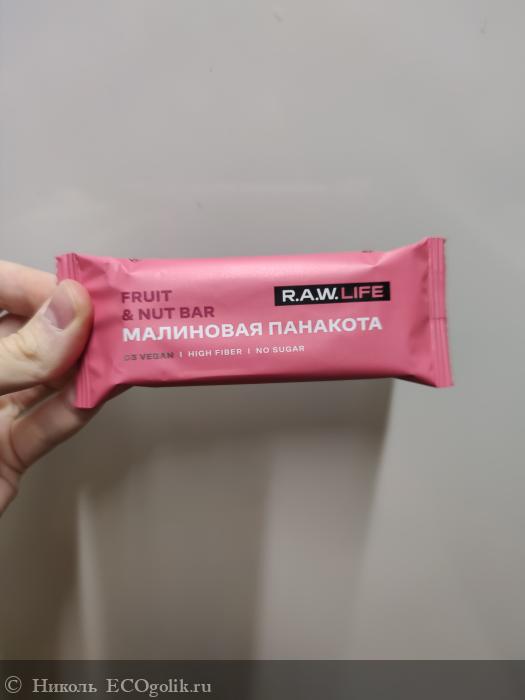 FRUIT
& NUT BAR
R.A.W.LIFE
МАЛИНОВАЯ ПАНАКОТА
VEGAN | HIGH FIBER | NO SUGAR
© Николь ECOgolik.ru